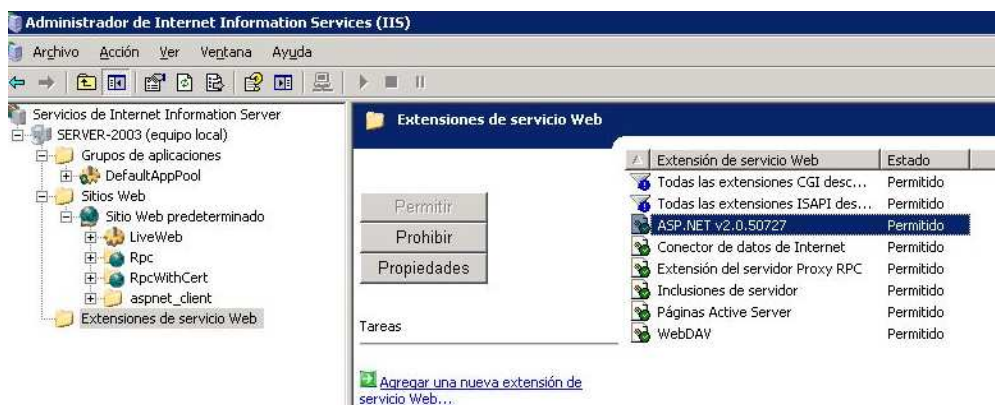 Administrador de Internet Information Services (IIS)
Archivo Acción Ver Ventana Ayuda
Servicios de Internet Information Server
SERVER-2003 (equipo local)
Grupos de aplicaciones
DefaultAppPool
Sitios Web
Sitio Web predeterminado
LiveWeb
Rpc
RpcWithCert
aspnet_client
Extensiones de servicio Web
Extensiones de servicio Web
Permitir
Prohibir
Propiedades
Tareas
Agregar una nueva extensión de
servicio Web...
Extensión de servicio Web Estado
Todas las extensiones CGI desc... Permitido
Todas las extensiones ISAPI des... Permitido
ASP.NET v2.0.50727 Permitido
Conector de datos de Internet Permitido
Extensión del servidor Proxy RPC Permitido
Inclusiones de servidor Permitido
Páginas Active Server Permitido
WebDAV Permitido